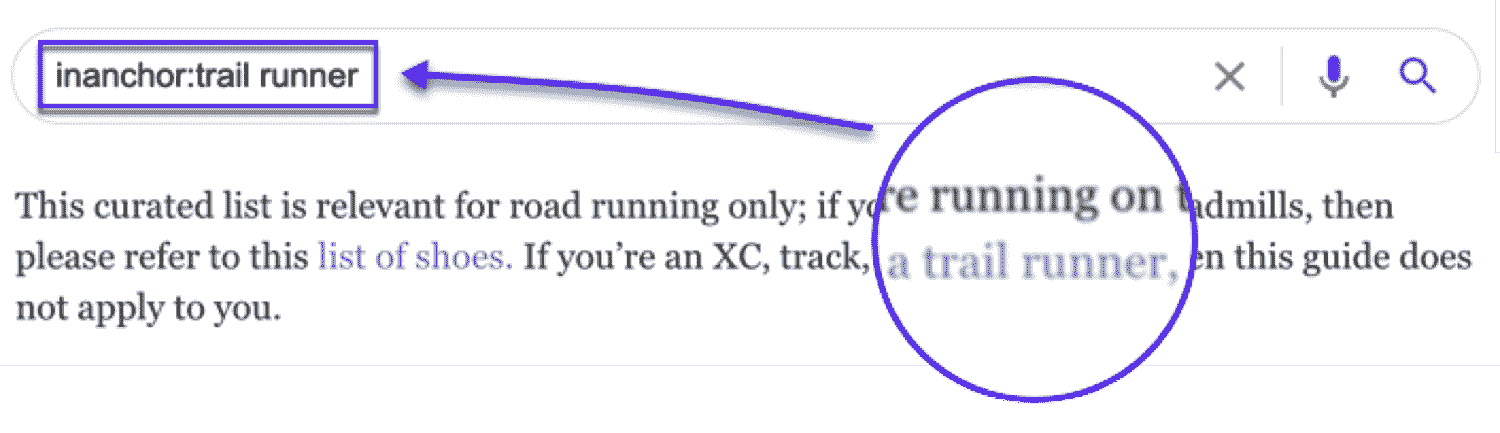 inanchor:trail runner
This curated list is relevant for road running only; if yo re running on t admills, then
please refer to this list of shoes. If you’re an XC, track, a trail runner, en this guide does
not apply to you.